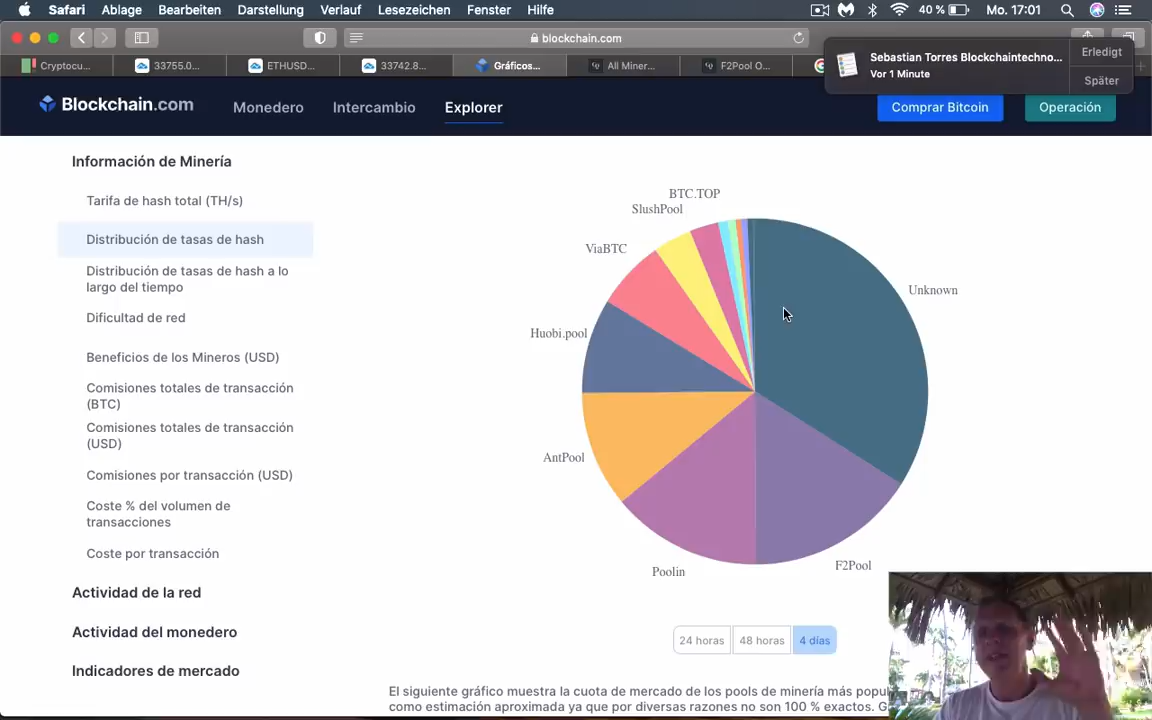 Safari Ablage Bearbeiten Darstellung Verlauf Lesezeichen Fenster Hilfe 40 % Mo. 17:01
blockchain.com
Cryptocu... 33755.0... ETHUSD... 33742.8... Gráficos... All Miner... F2Pool O...
Sebastian Torres Blockchaintechno...
Vor 1 Minute
Erledigt
Später
Blockchain.com Monedero Intercambio Explorer Comprar Bitcoin Operación
Información de Minería
Tarifa de hash total (TH/s)
Distribución de tasas de hash
Distribución de tasas de hash a lo
largo del tiempo
Dificultad de red
Beneficios de los Mineros (USD)
Comisiones totales de transacción
(BTC)
Comisiones totales de transacción
(USD)
Comisiones por transacción (USD)
Coste % del volumen de
transacciones
Coste por transacción
Actividad de la red
Actividad del monedero
Indicadores de mercado
BTC.TOP
SlushPool
ViaBTC
Unknown
Huobi.pool
AntPool
F2Pool
Poolin
24 horas 48 horas 4 días
El siguiente gráfico muestra la cuota de mercado de los pools de minería más popu
como estimación aproximada ya que por diversas razones no son 100 % exactos. G